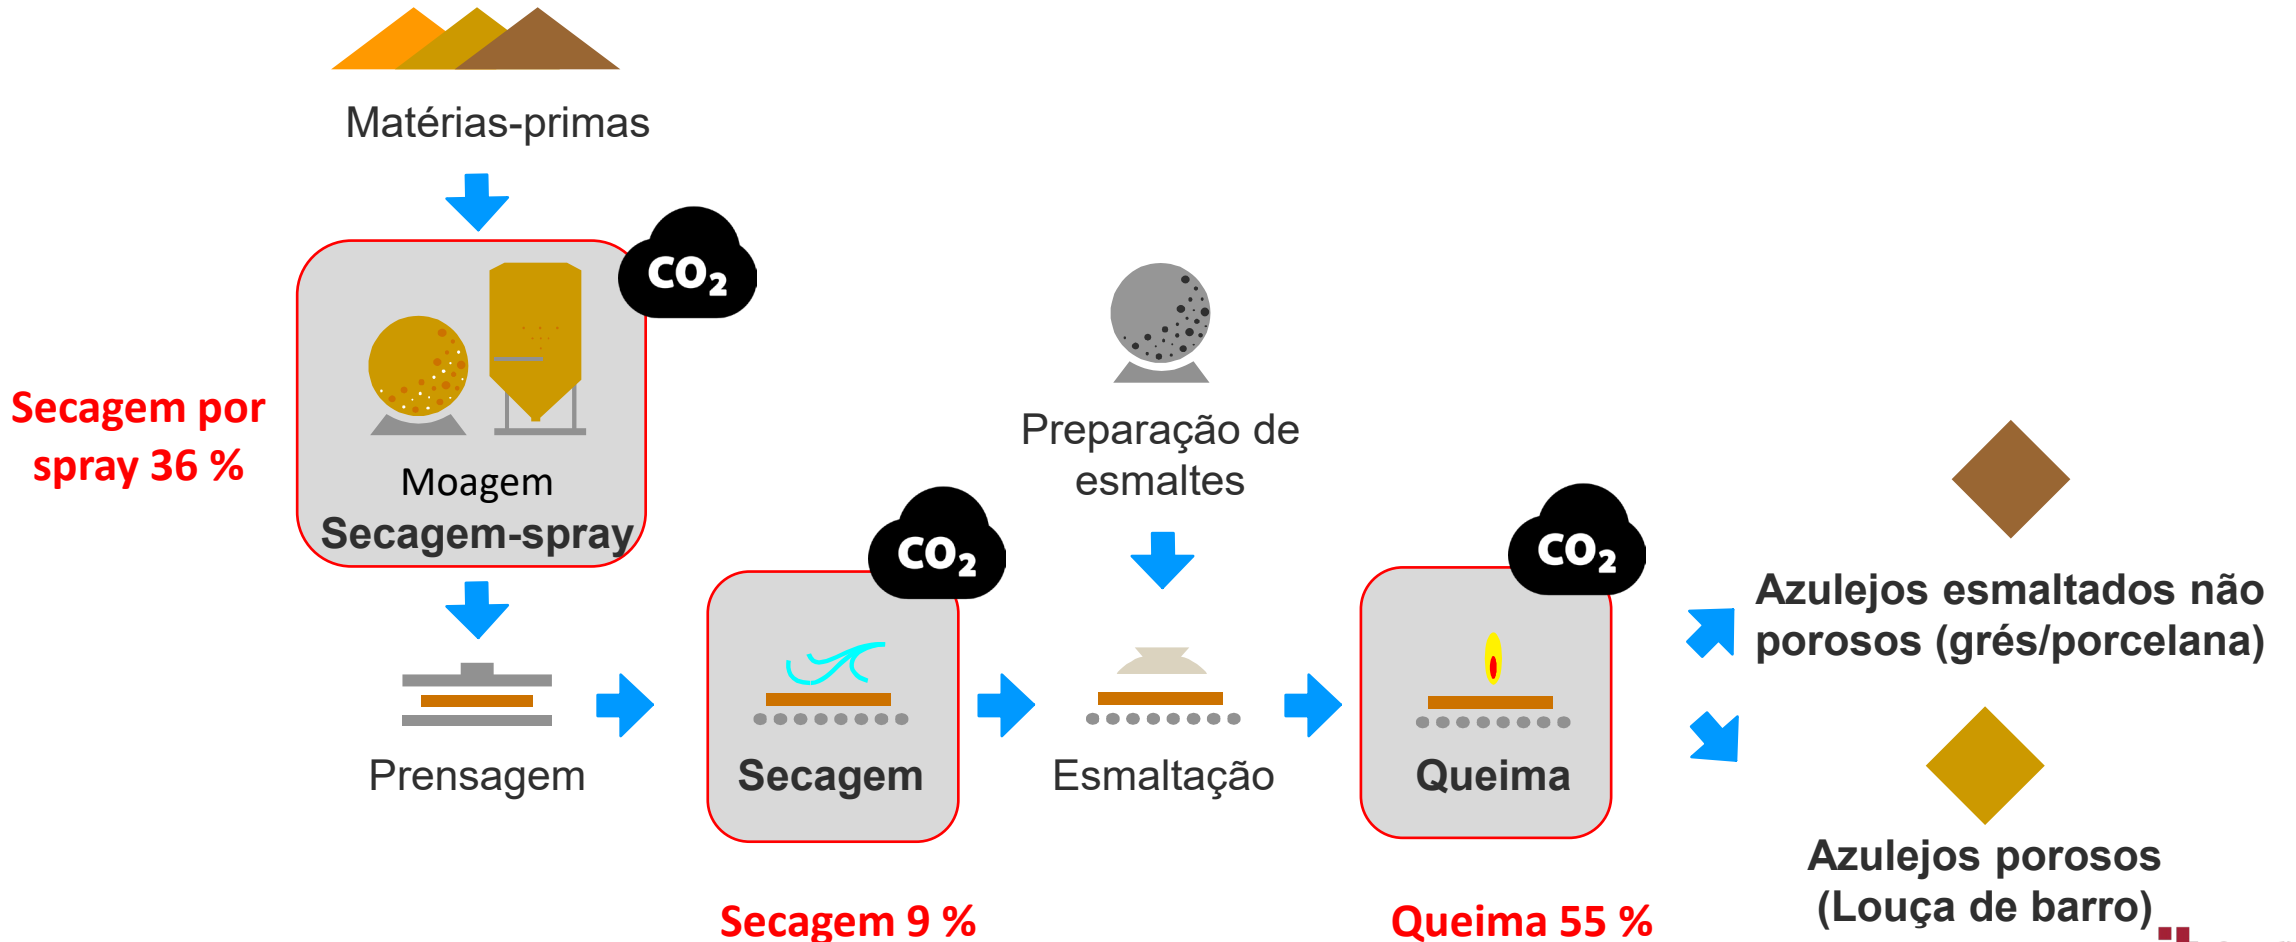 Matérias-primas
CO₂
Secagem por
spray 36 %
Moagem
Secagem-spray
Preparação de
esmaltes
CO₂
CO₂
Azulejos esmaltados não
porosos (grés/porcelana)
Prensagem
Secagem
Esmaltação
Queima
Azulejos porosos
(Louça de barro)
Secagem 9 %
Queima 55 %